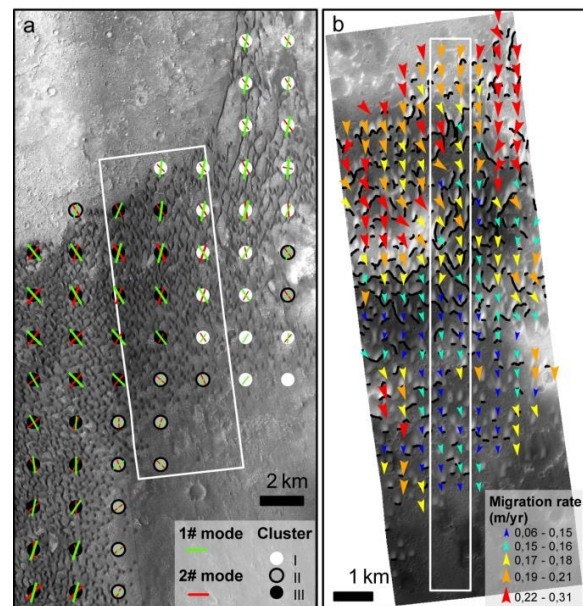 a
2 km
1# mode
2# mode
Cluster
I
II
III
b
Migration rate
(m/yr)
0,06 - 0,15
0,15 - 0,16
0,17 - 0,18
0,19 - 0,21
0,22 - 0,31
1 km